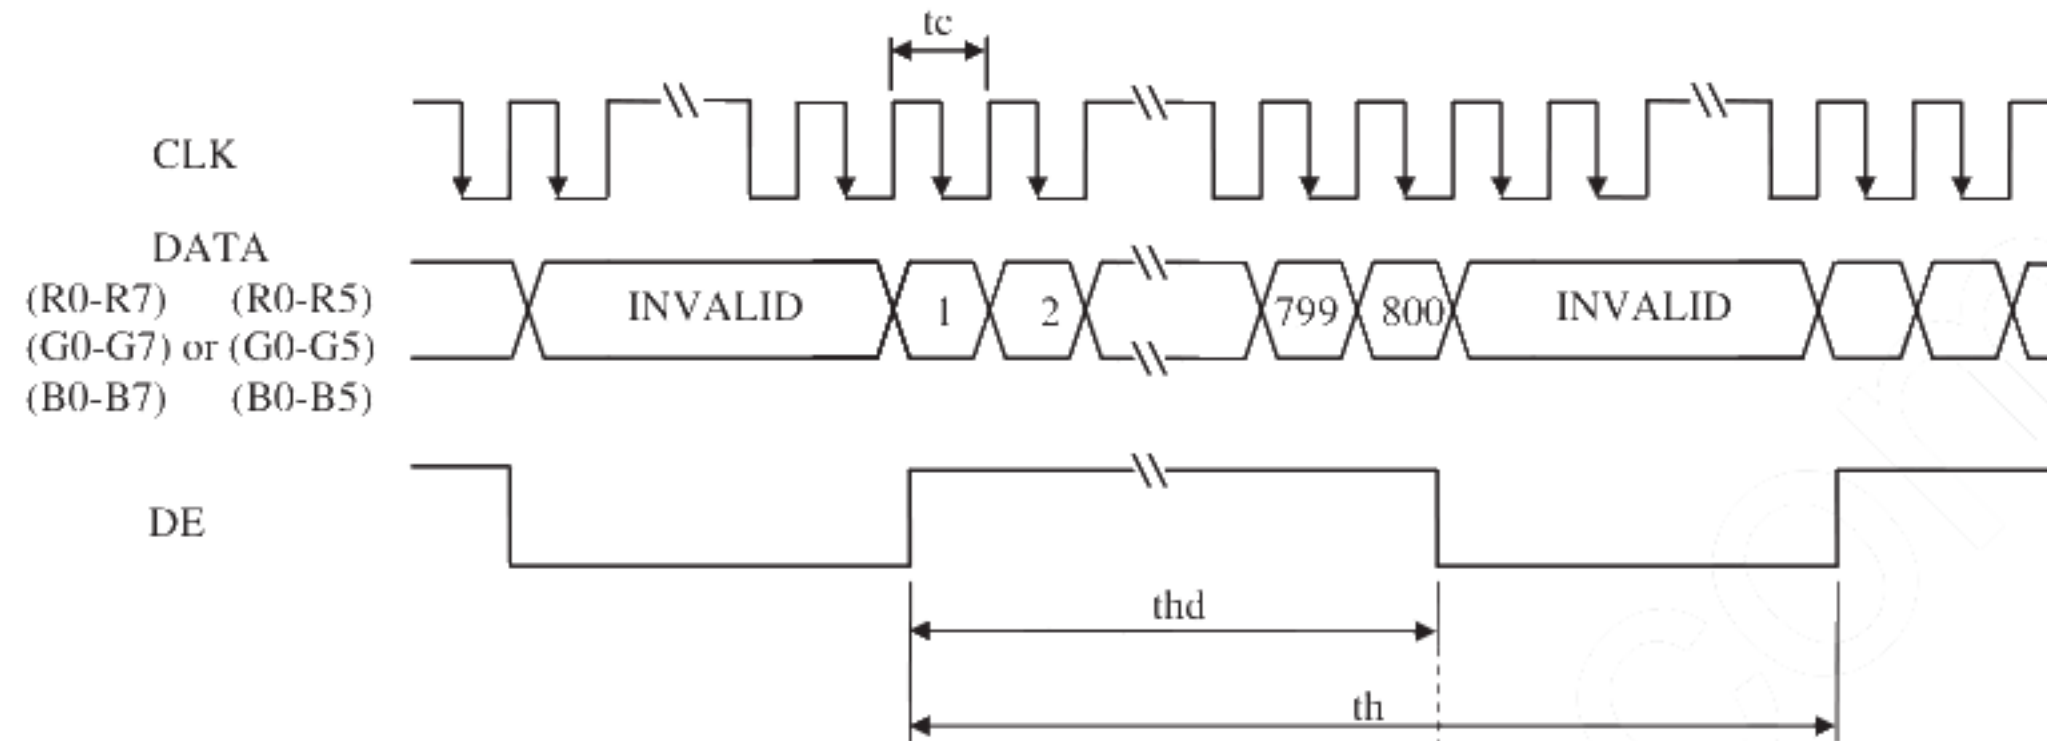 tc
CLK
DATA
(R0-R7) (R0-R5)
(G0-G7) or (G0-G5)
(B0-B7) (B0-B5)
INVALID 1 2 799 800 INVALID
DE
thd
th